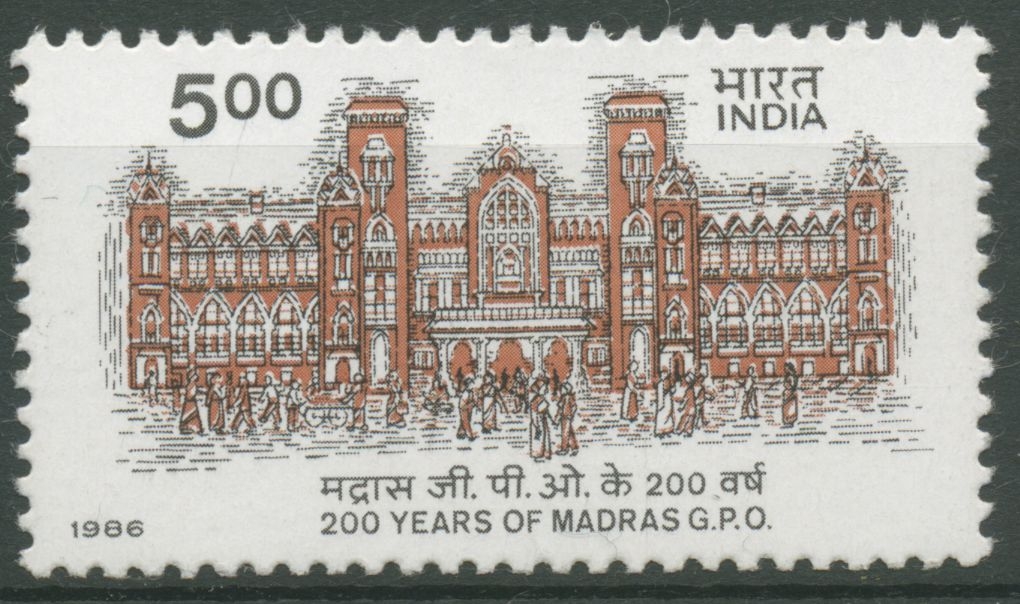 5.00
भारत
INDIA
मद्रास जी. पी. ओ. के 200 वर्ष
200 YEARS OF MADRAS G.P.O.
1986